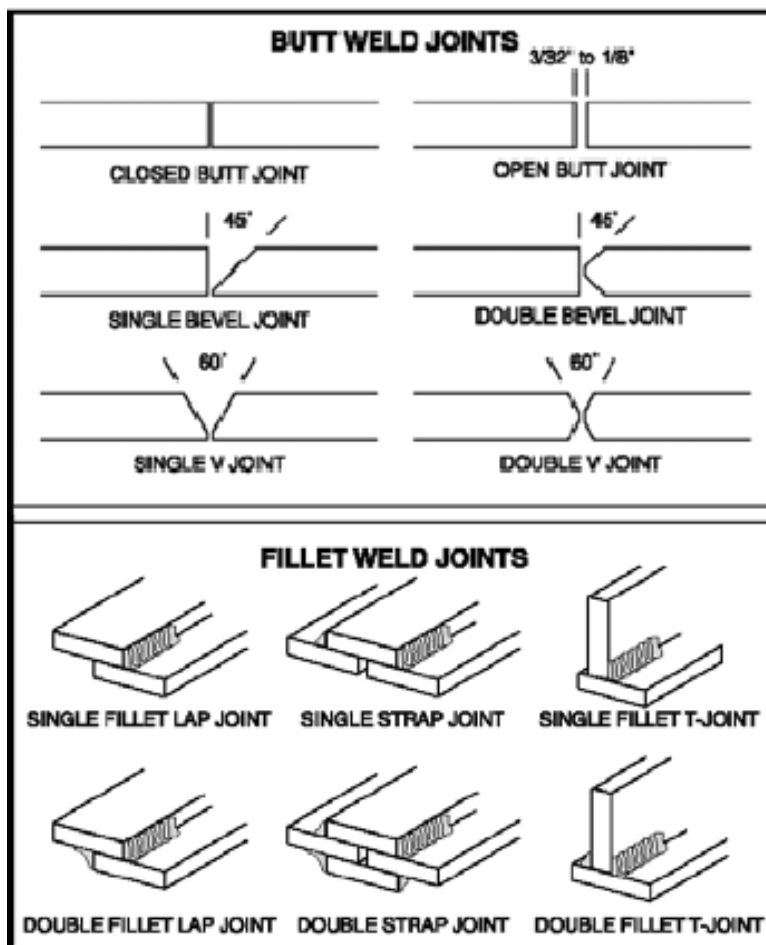 BUTT WELD JOINTS
3/32" to 1/8"
CLOSED BUTT JOINT
OPEN BUTT JOINT
45°
45°
SINGLE BEVEL JOINT
DOUBLE BEVEL JOINT
60°
60°
SINGLE V JOINT
DOUBLE V JOINT
FILLET WELD JOINTS
SINGLE FILLET LAP JOINT
SINGLE STRAP JOINT
SINGLE FILLET T-JOINT
DOUBLE FILLET LAP JOINT
DOUBLE STRAP JOINT
DOUBLE FILLET T-JOINT